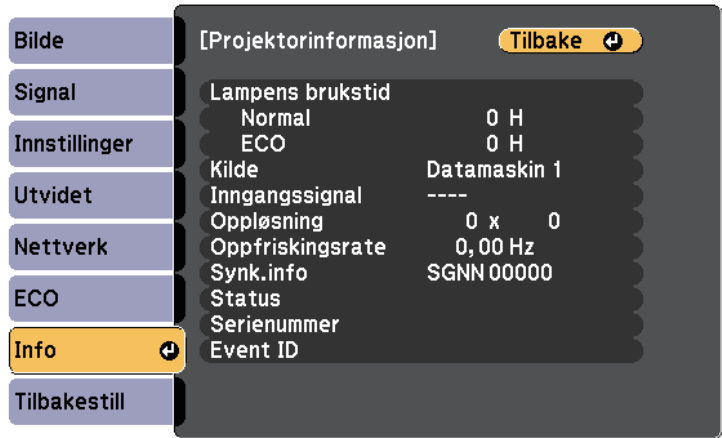 Bilde
Signal
Innstillinger
Utvidet
Nettverk
ECO
Info
Tilbakestill
[Projektorinformasjon] Tilbake
Lampens brukstid
Normal 0 H
ECO 0 H
Kilde Datamaskin 1
Inngangssignal ----
Oppløsning 0 x 0
Oppfriskingsrate 0,00 Hz
Synk.info SGNN 00000
Status
Serienummer
Event ID